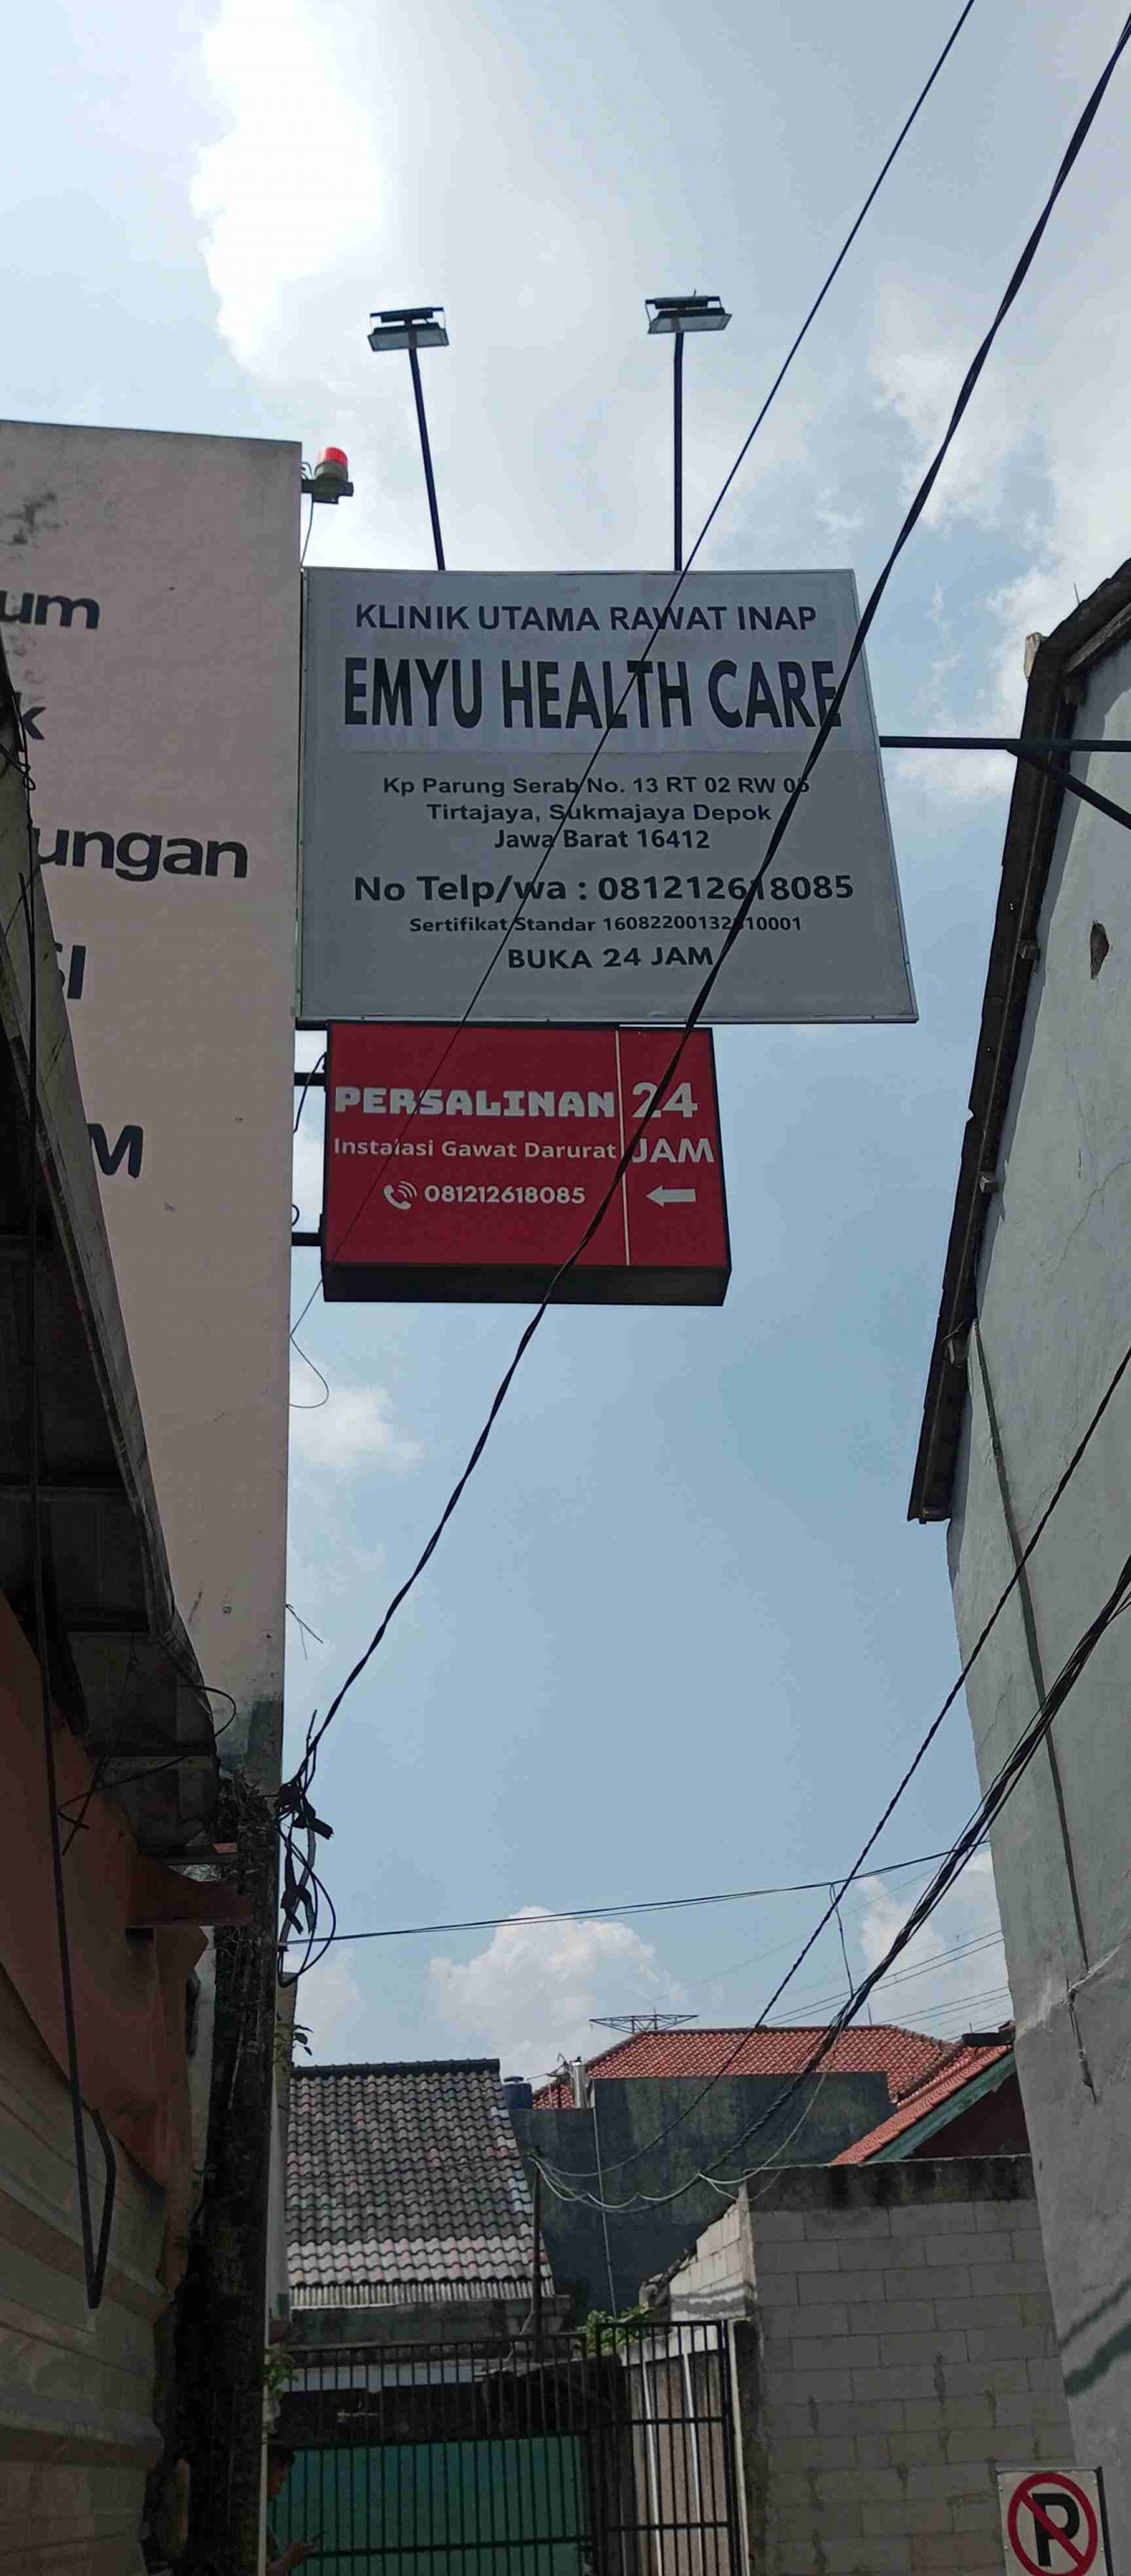 um
k
ungan
SI
M
KLINIK UTAMA RAWAT INAP
EMYU HEALTH CARE
Kp Parung Serab No. 13 RT 02 RW 05
Tirtajaya, Sukmajaya Depok
Jawa Barat 16412
No Telp/wa : 081212618085
Sertifikat Standar
BUKA 24 JAM
PERSALINAN 24
Instalasi Gawat Darurat JAM
081212618085
P